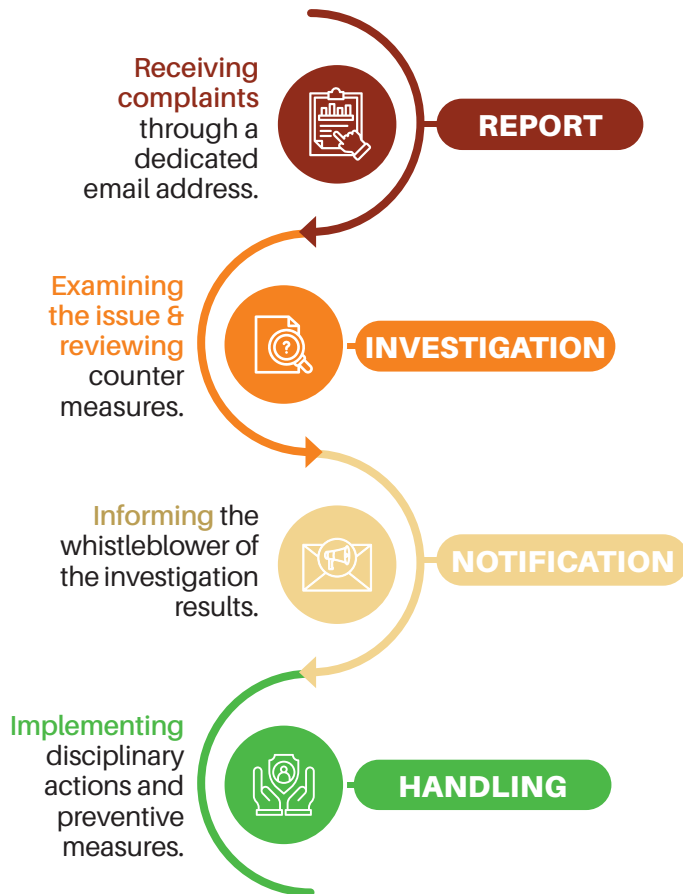 Receiving
complaints
through a
dedicated
email address.
REPORT
Examining
the issue &
reviewing
counter
measures.
INVESTIGATION
Informing the
whistleblower of
the investigation
results.
NOTIFICATION
Implementing
disciplinary
actions and
preventive
measures.
HANDLING